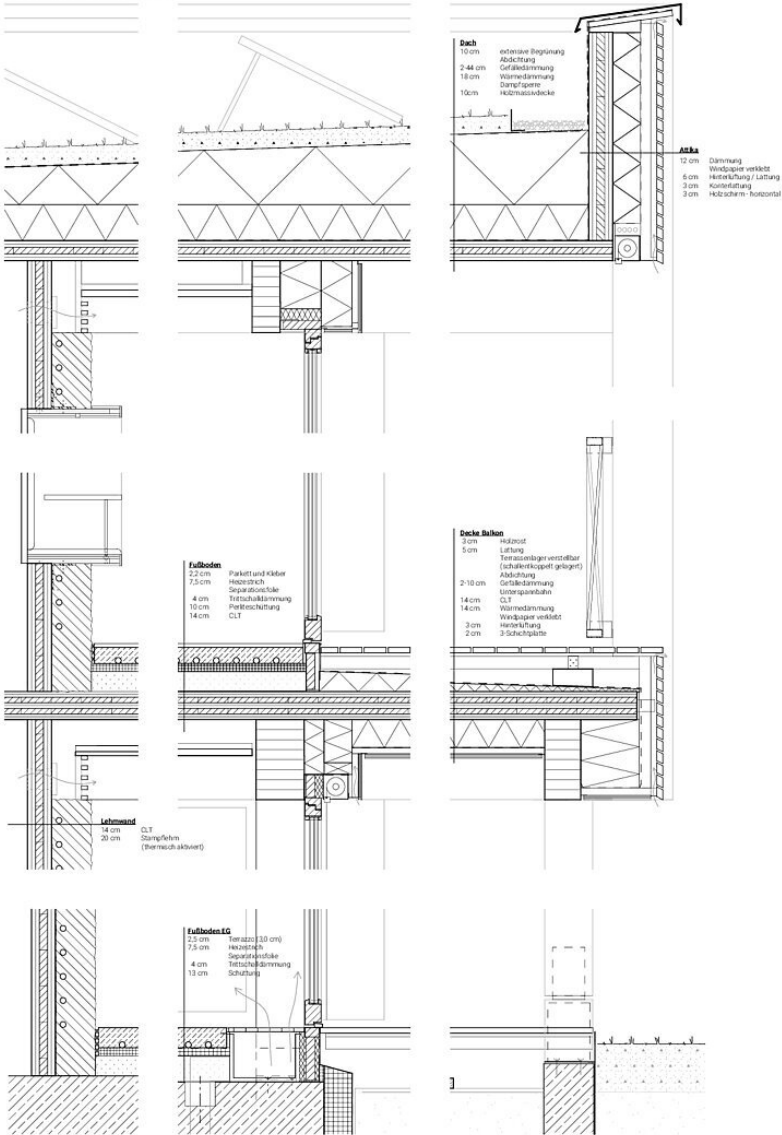 Dach
10 cm extensive Begrünung
Abdichtung
2-44 cm Gefälledämmung
18 cm Wärmedämmung
Dampfsperre
10cm Holzmassivdecke
Attika
12 cm Dämmung
Windpapier verklebt
6 cm Hinterlüftung / Lattung
3 cm Konterlattung
3 cm Holzschirm - horizontal
Fußboden
2,2 cm Parkett und Kleber
7,5 cm Heizestrich
Separationsfolie
4 cm Trittschalldämmung
10 cm Perliteschüttung
14 cm CLT
Decke Balkon
3 cm Holzrost
5 cm Lattung
Terrassenlager verstellbar
(schallentkoppelt gelagert)
Abdichtung
2-10 cm Gefälledämmung
Unterspannbahn
14 cm CLT
14 cm Wärmedämmung
Windpapier verklebt
3 cm Hinterlüftung
2 cm 3-Schichtplatte
Lehmwand
14 cm CLT
20 cm Stampflehm
(thermisch aktiviert)
Fußboden EG
2,5 cm Terrazzo (3,0 cm)
7,5 cm Heizestrich
Separationsfolie
4 cm Trittschalldämmung
13 cm Schüttung